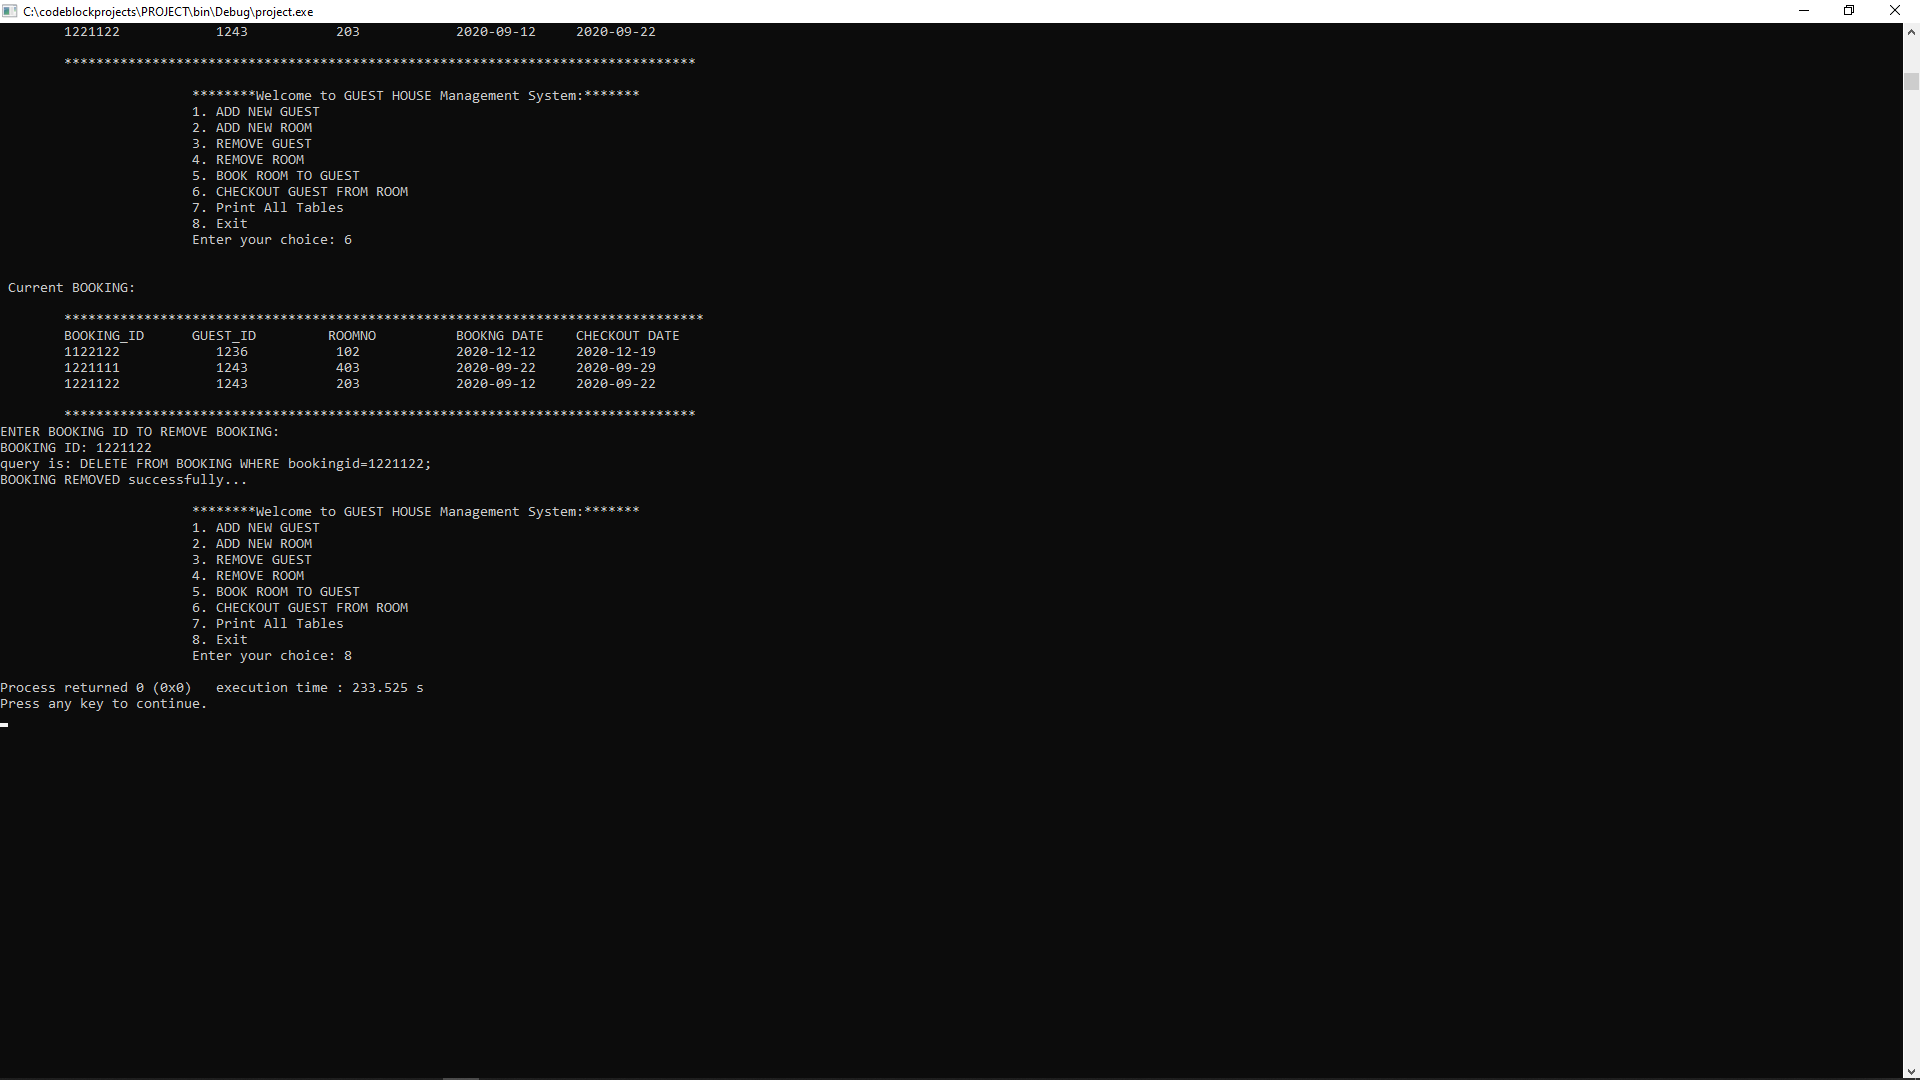 C:\codeblockprojects\PROJECT\bin\Debug\project.exe
1221122 1243 203 2020-09-12 2020-09-22
*******************************************************************************
********Welcome to GUEST HOUSE Management System:*******
1. ADD NEW GUEST
2. ADD NEW ROOM
3. REMOVE GUEST
4. REMOVE ROOM
5. BOOK ROOM TO GUEST
6. CHECKOUT GUEST FROM ROOM
7. Print All Tables
8. Exit
Enter your choice: 6
Current BOOKING:
********************************************************************************
BOOKING_ID GUEST_ID ROOMNO BOOKNG DATE CHECKOUT DATE
1122122 1236 102 2020-12-12 2020-12-19
1221111 1243 403 2020-09-22 2020-09-29
1221122 1243 203 2020-09-12 2020-09-22
*******************************************************************************
ENTER BOOKING ID TO REMOVE BOOKING:
BOOKING ID: 1221122
query is: DELETE FROM BOOKING WHERE bookingid=1221122;
BOOKING REMOVED successfully...
********Welcome to GUEST HOUSE Management System:*******
1. ADD NEW GUEST
2. ADD NEW ROOM
3. REMOVE GUEST
4. REMOVE ROOM
5. BOOK ROOM TO GUEST
6. CHECKOUT GUEST FROM ROOM
7. Print All Tables
8. Exit
Enter your choice: 8
Process returned 0 (0x0) execution time : 233.525 s
Press any key to continue.